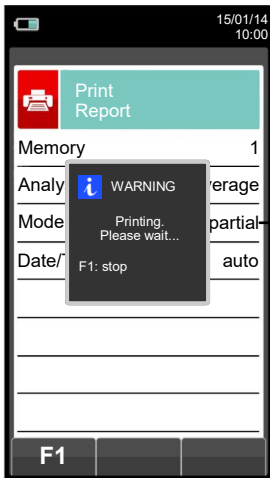 15/01/14
10:00
Print
Report
Memory 1
Analy verage
Mode partial
Date/ auto
WARNING
Printing.
Please wait...
F1: stop
F1